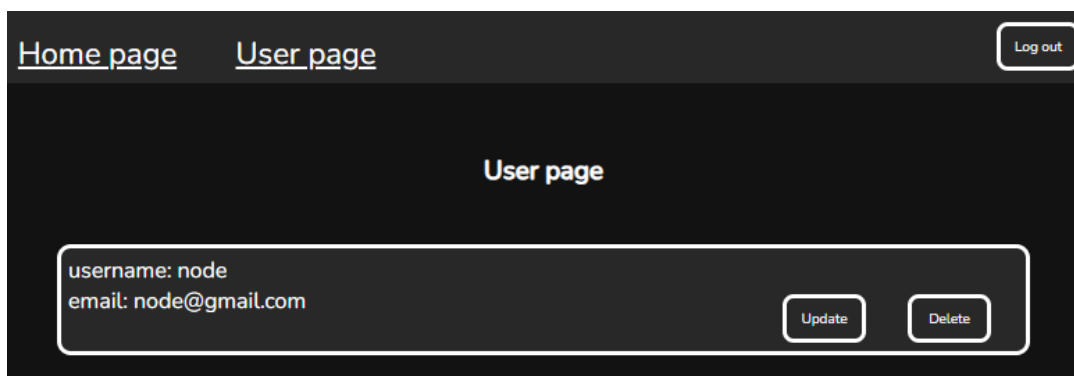 Home page User page Log out
User page
username: node
email: node@gmail.com
Update Delete